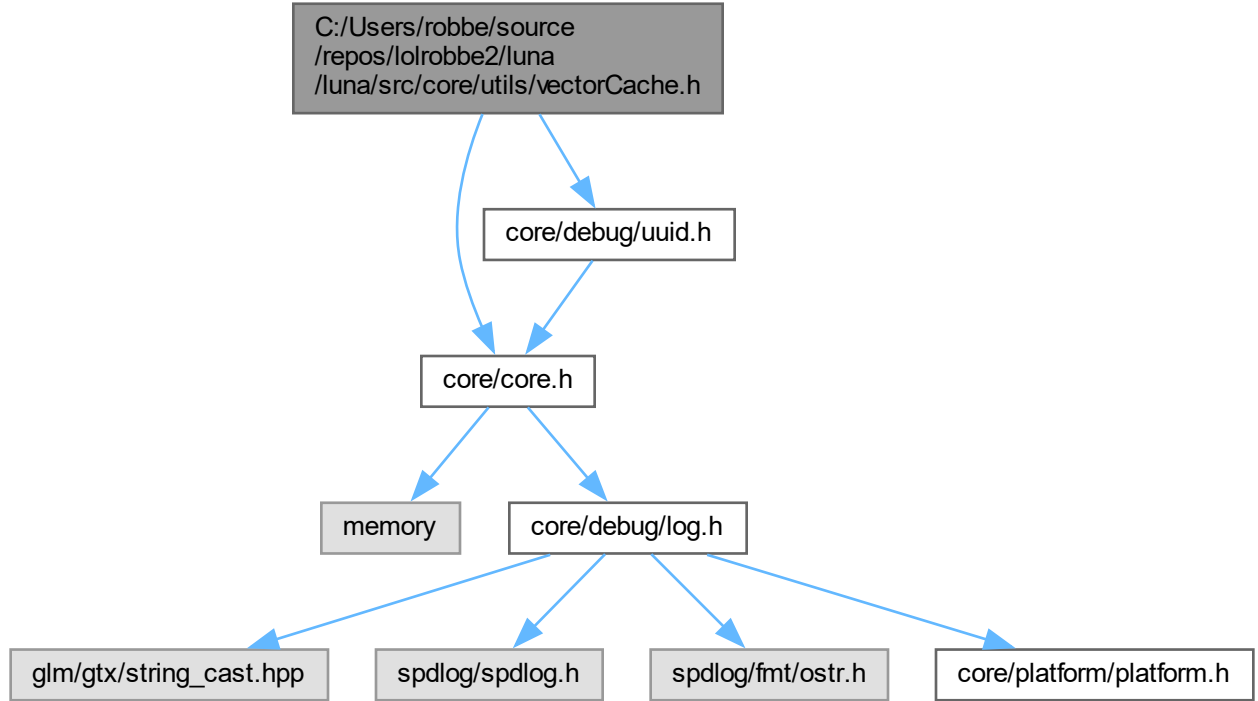 C:/Users/robbe/source
/repos/lolrobbe2/luna
/luna/src/core/utils/vectorCache.h
core/debug/uuid.h
core/core.h
memory
core/debug/log.h
glm/gtx/string_cast.hpp
spdlog/spdlog.h
spdlog/fmt/ostr.h
core/platform/platform.h